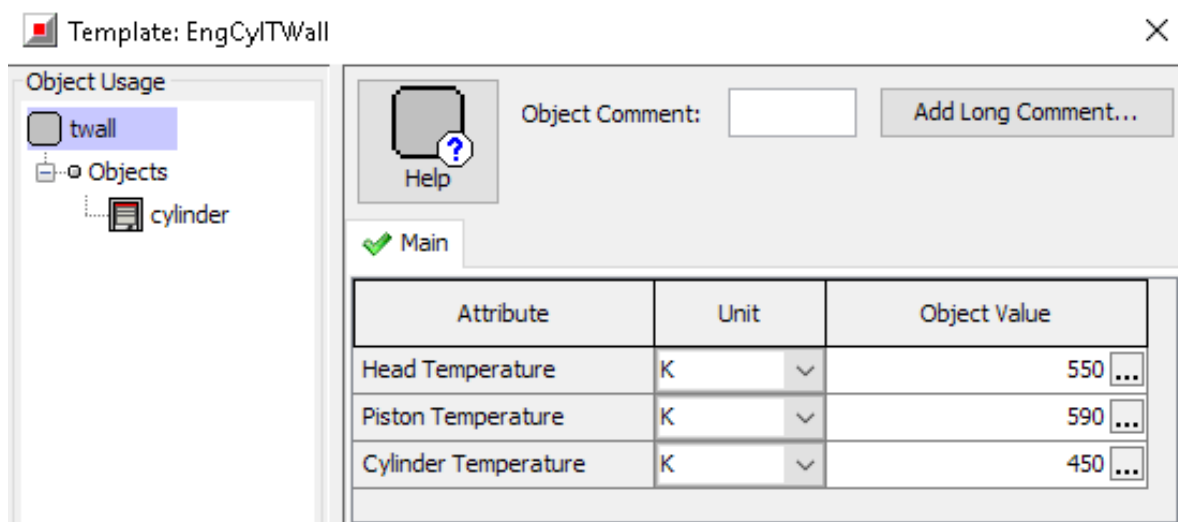 Template: EngCylTWall
Object Usage
twall
Objects
cylinder
Help
Object Comment:
Add Long Comment...
Main
Attribute Unit Object Value
Head Temperature K 550 ...
Piston Temperature K 590 ...
Cylinder Temperature K 450 ...